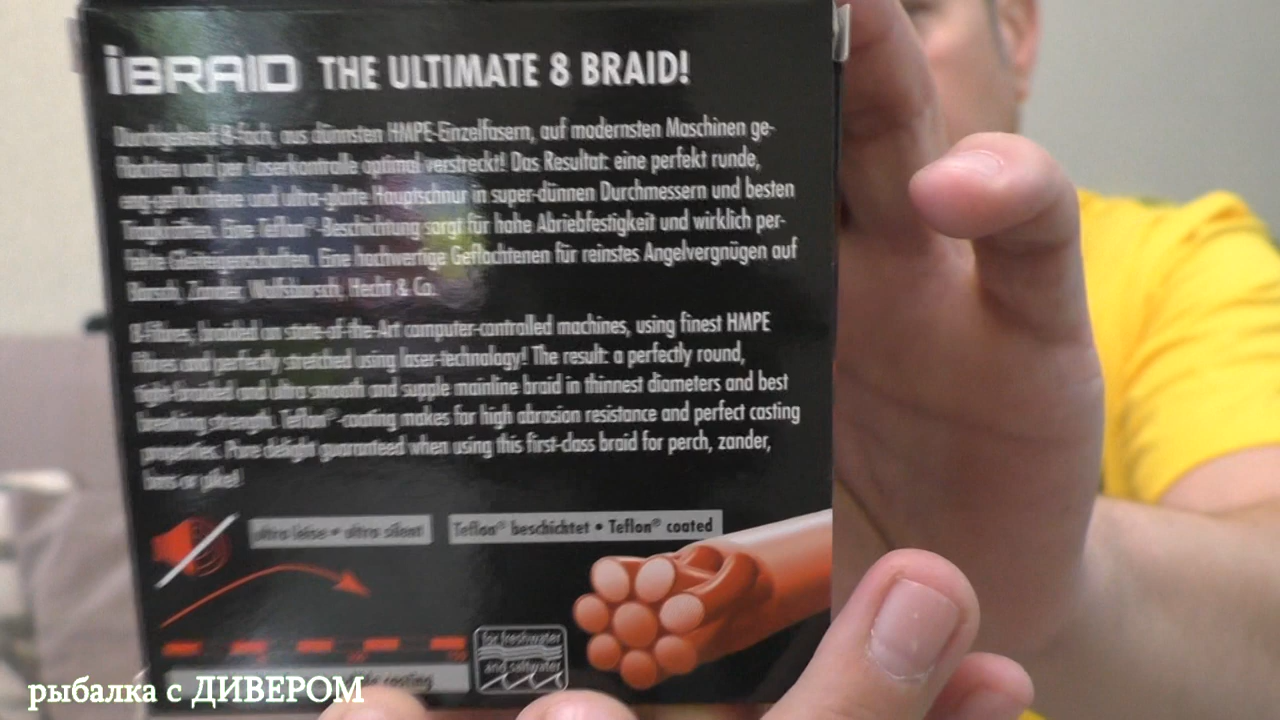 iBRAID THE ULTIMATE 8 BRAID!
Durchgehend 8-fach, aus dünnsten HMPE-Einzelfasern, auf modernsten Maschinen ge-
flochten und per Laserkontrolle optimal verstreckt! Das Resultat: eine perfekt runde,
eng-geflochtene und ultra-glatte Hauptschnur in super-dünnen Durchmessern und besten
Tragkräften. Eine Teflon®-Beschichtung sorgt für hohe Abriebfestigkeit und wirklich per-
fekte Gleiteigenschaften. Eine hochwertige Geflochtenen für reinstes Angelvergnügen auf
Barsch, Zander, Wolfsbarsch, Hecht & Co.
8-fibres, braided on state-of-the-Art computer-controlled machines, using finest HMPE
fibres and perfectly stretched using laser-technology! The result: a perfectly round,
tight-braided and ultra smooth and supple mainline braid in thinnest diameters and best
breaking strength. Teflon®-coating makes for high abrasion resistance and perfect casting
properties. Pure delight guaranteed when using this first-class braid for perch, zander,
bass or pike!
ultra leise • ultra silent
Teflon® beschichtet • Teflon® coated
for freshwater
and saltwater
casting
рыбалка с ДИВЕРОМ